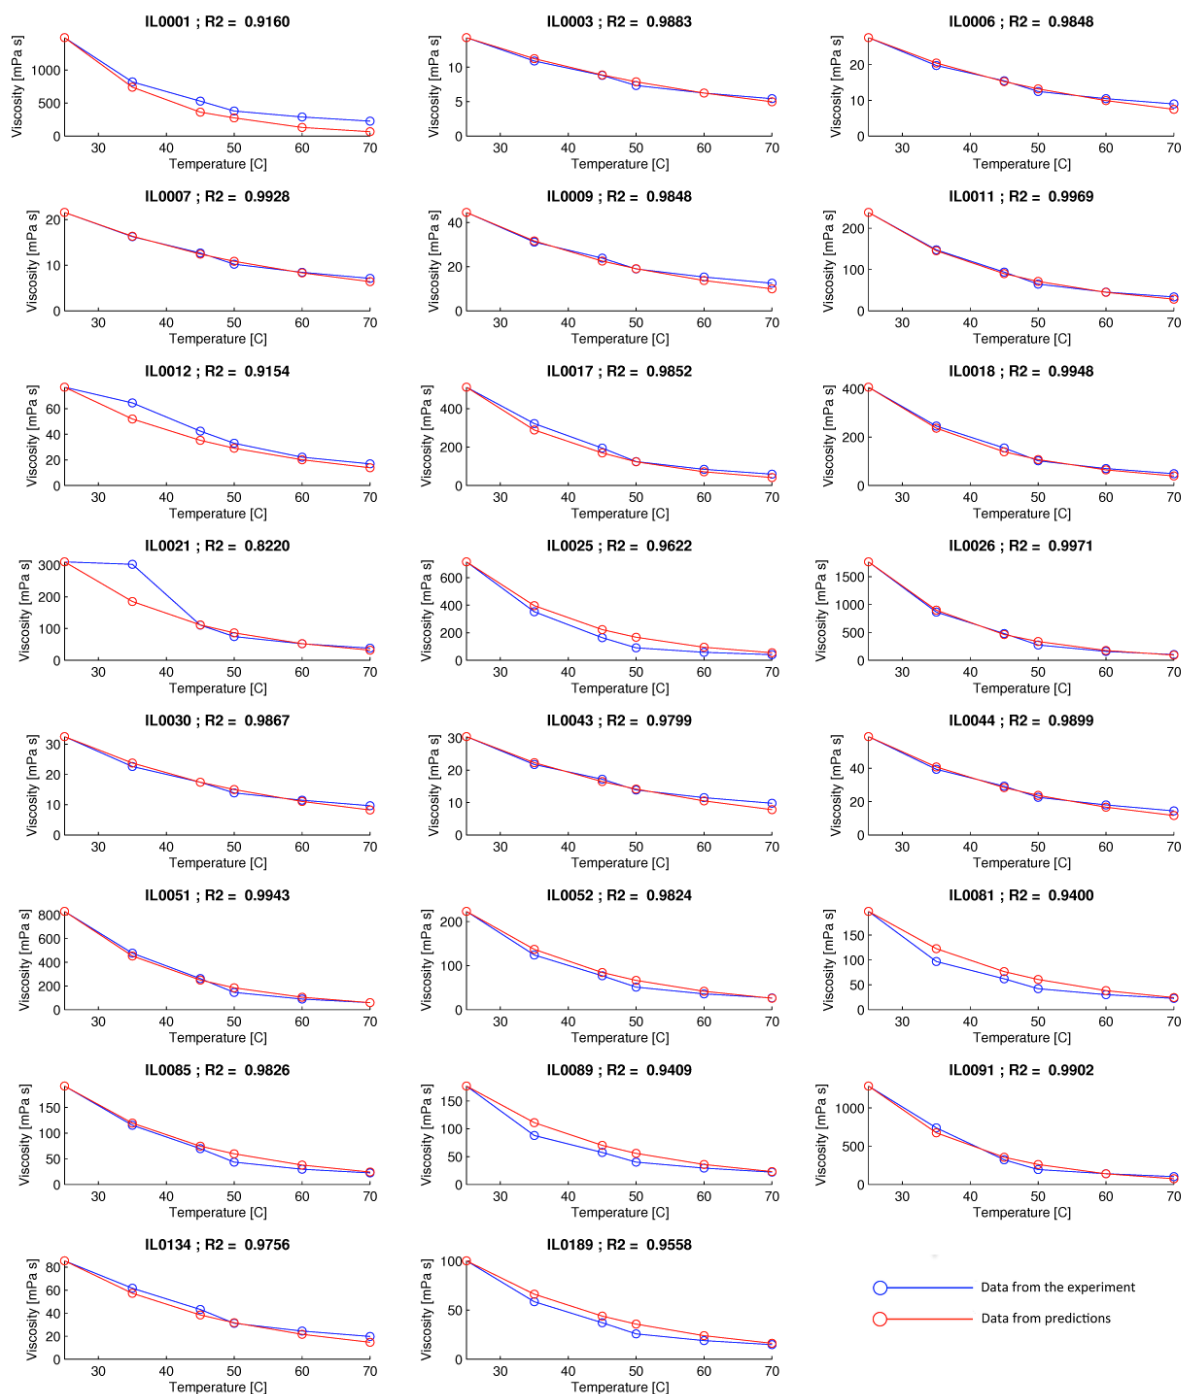 IL0001 ; R2 = 0.9160
Viscosity [mPa s]
1000
500
0
30 40 50 60 70
Temperature [C]
IL0003 ; R2 = 0.9883
Viscosity [mPa s]
10
5
0
30 40 50 60 70
Temperature [C]
IL0006 ; R2 = 0.9848
Viscosity [mPa s]
20
10
0
30 40 50 60 70
Temperature [C]
IL0007 ; R2 = 0.9928
Viscosity [mPa s]
20
10
0
30 40 50 60 70
Temperature [C]
IL0009 ; R2 = 0.9848
Viscosity [mPa s]
40
20
0
30 40 50 60 70
Temperature [C]
IL0011 ; R2 = 0.9969
Viscosity [mPa s]
200
100
0
30 40 50 60 70
Temperature [C]
IL0012 ; R2 = 0.9154
Viscosity [mPa s]
60
40
20
0
30 40 50 60 70
Temperature [C]
IL0017 ; R2 = 0.9852
Viscosity [mPa s]
400
200
0
30 40 50 60 70
Temperature [C]
IL0018 ; R2 = 0.9948
Viscosity [mPa s]
400
200
0
30 40 50 60 70
Temperature [C]
IL0021 ; R2 = 0.8220
Viscosity [mPa s]
300
200
100
0
30 40 50 60 70
Temperature [C]
IL0025 ; R2 = 0.9622
Viscosity [mPa s]
600
400
200
0
30 40 50 60 70
Temperature [C]
IL0026 ; R2 = 0.9971
Viscosity [mPa s]
1500
1000
500
0
30 40 50 60 70
Temperature [C]
IL0030 ; R2 = 0.9867
Viscosity [mPa s]
30
20
10
0
30 40 50 60 70
Temperature [C]
IL0043 ; R2 = 0.9799
Viscosity [mPa s]
30
20
10
0
30 40 50 60 70
Temperature [C]
IL0044 ; R2 = 0.9899
Viscosity [mPa s]
40
20
0
30 40 50 60 70
Temperature [C]
IL0051 ; R2 = 0.9943
Viscosity [mPa s]
800
600
400
200
0
30 40 50 60 70
Temperature [C]
IL0052 ; R2 = 0.9824
Viscosity [mPa s]
200
100
0
30 40 50 60 70
Temperature [C]
IL0081 ; R2 = 0.9400
Viscosity [mPa s]
150
100
50
0
30 40 50 60 70
Temperature [C]
IL0085 ; R2 = 0.9826
Viscosity [mPa s]
150
100
50
0
30 40 50 60 70
Temperature [C]
IL0089 ; R2 = 0.9409
Viscosity [mPa s]
150
100
50
0
30 40 50 60 70
Temperature [C]
IL0091 ; R2 = 0.9902
Viscosity [mPa s]
1000
500
0
30 40 50 60 70
Temperature [C]
IL0134 ; R2 = 0.9756
Viscosity [mPa s]
80
60
40
20
0
30 40 50 60 70
Temperature [C]
IL0189 ; R2 = 0.9558
Viscosity [mPa s]
100
50
0
30 40 50 60 70
Temperature [C]
Data from the experiment
Data from predictions